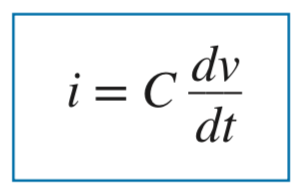 i = C dv/dt